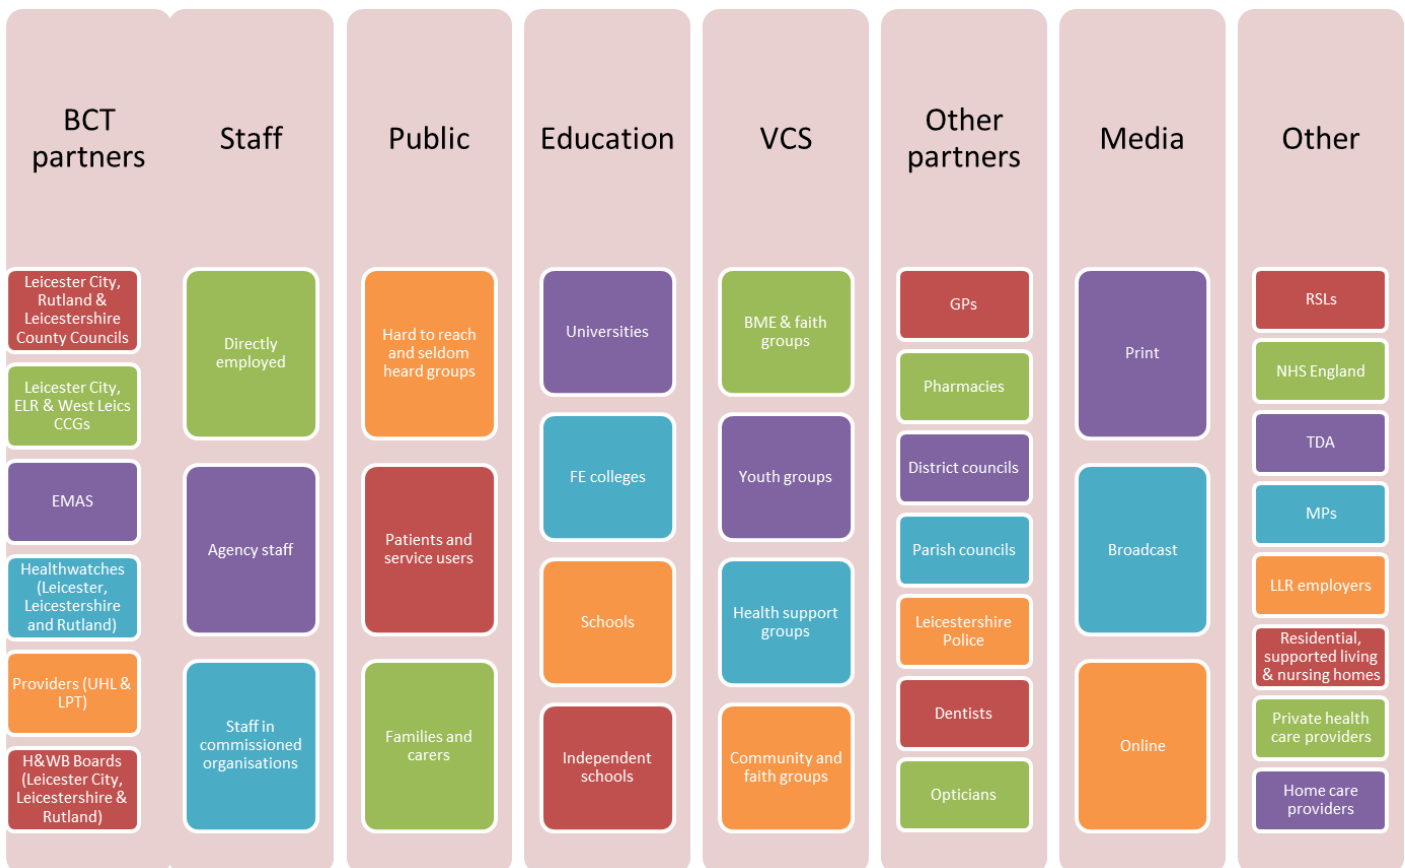 BCT
partners
Leicester City,
Rutland &
Leicestershire
County Councils
Leicester City,
ELR & West Leics
CCGs
EMAS
Healthwatches
(Leicester,
Leicestershire
and Rutland)
Providers (UHL &
LPT)
H&WB Boards
(Leicester City,
Leicestershire &
Rutland)
Staff
Directly
employed
Agency staff
Staff in
commissioned
organisations
Public
Hard to reach
and seldom
heard groups
Patients and
service users
Families and
carers
Education
Universities
FE colleges
Schools
Independent
schools
VCS
BME & faith
groups
Youth groups
Health support
groups
Community and
faith groups
Other
partners
GPs
Pharmacies
District councils
Parish councils
Leicestershire
Police
Dentists
Opticians
Media
Print
Broadcast
Online
Other
RSLs
NHS England
TDA
MPs
LLR employers
Residential,
supported living
& nursing homes
Private health
care providers
Home care
providers